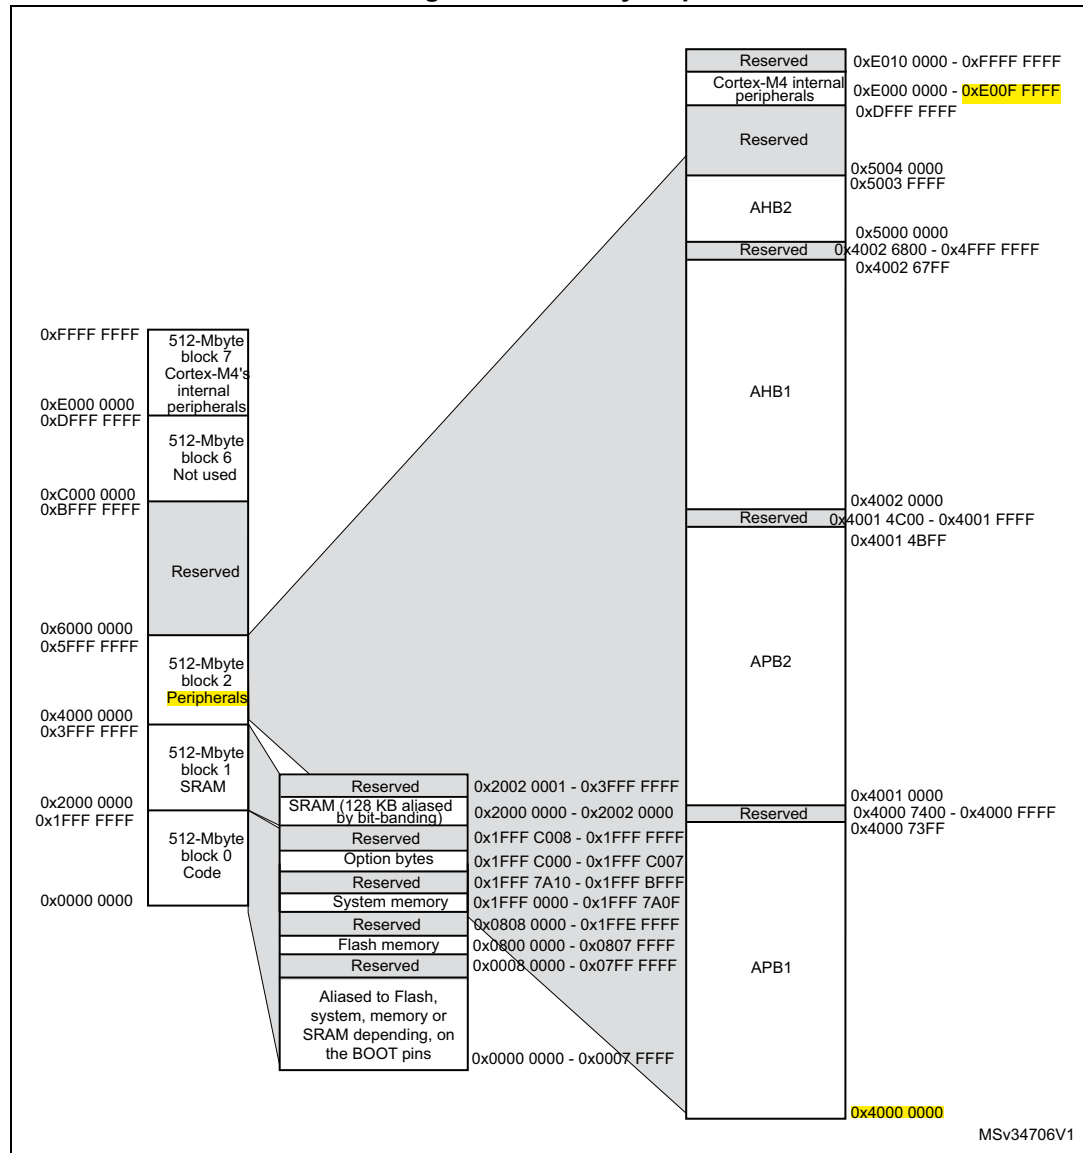 Reserved
0xE010 0000 - 0xFFFF FFFF
Cortex-M4 internal
peripherals
0xE000 0000 - 0xE00F FFFF
0xDFFF FFFF
Reserved
0x5004 0000
0x5003 FFFF
AHB2
0x5000 0000
Reserved
0x4002 6800 - 0x4FFF FFFF
0x4002 67FF
AHB1
0x4002 0000
Reserved
0x4001 4C00 - 0x4001 FFFF
0x4001 4BFF
APB2
0x4001 0000
Reserved
0x4000 7400 - 0x4000 FFFF
0x4000 73FF
APB1
0x4000 0000
0xFFFF FFFF
512-Mbyte
block 7
Cortex-M4's
internal
peripherals
0xE000 0000
0xDFFF FFFF
512-Mbyte
block 6
Not used
0xC000 0000
0xBFFF FFFF
Reserved
0x6000 0000
0x5FFF FFFF
512-Mbyte
block 2
Peripherals
0x4000 0000
0x3FFF FFFF
512-Mbyte
block 1
SRAM
0x2000 0000
0x1FFF FFFF
512-Mbyte
block 0
Code
0x0000 0000
Reserved
0x2002 0001 - 0x3FFF FFFF
SRAM (128 KB aliased
by bit-banding)
0x2000 0000 - 0x2002 0000
Reserved
0x1FFF C008 - 0x1FFF FFFF
Option bytes
0x1FFF C000 - 0x1FFF C007
Reserved
0x1FFF 7A10 - 0x1FFF BFFF
System memory
0x1FFF 0000 - 0x1FFF 7A0F
Reserved
0x0808 0000 - 0x1FFE FFFF
Flash memory
0x0800 0000 - 0x0807 FFFF
Reserved
0x0008 0000 - 0x07FF FFFF
Aliased to Flash,
system, memory or
SRAM depending, on
the BOOT pins
0x0000 0000 - 0x0007 FFFF
MSv34706V1